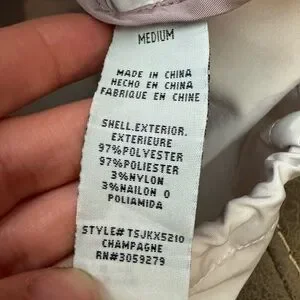 MEDIUM
MADE IN CHINA
HECHO EN CHINA
FABRIQUE EN CHINE
SHELL.EXTERIOR.
EXTERIEURE
97%POLYESTER
97%POLIESTER
3%NYLON
3%NAILON O
POLIAMIDA
STYLE# TSJKX5210
CHAMPAGNE
RN#3059279